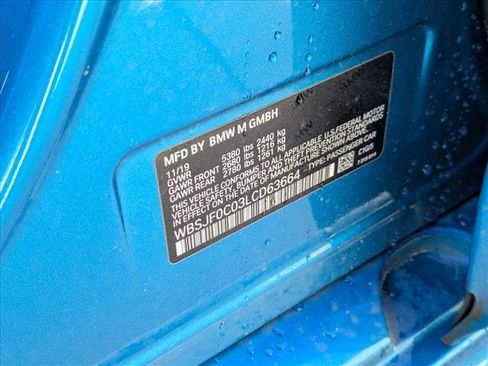 MFD BY BMW M GMBH
11/19
GVWR 5380 lbs 2440 kg
GAWR FRONT 2680 lbs 1216 kg
GAWR REAR 2780 lbs 1261 kg
THIS VEHICLE CONFORMS TO ALL APPLICABLE U.S. FEDERAL MOTOR
VEHICLE SAFETY, BUMPER, AND THEFT PREVENTION STANDARDS
IN EFFECT ON THE DATE OF MANUFACTURE SHOWN ABOVE.
WBSJF0C03LCD63664 TYPE: PASSENGER CAR
C1G5